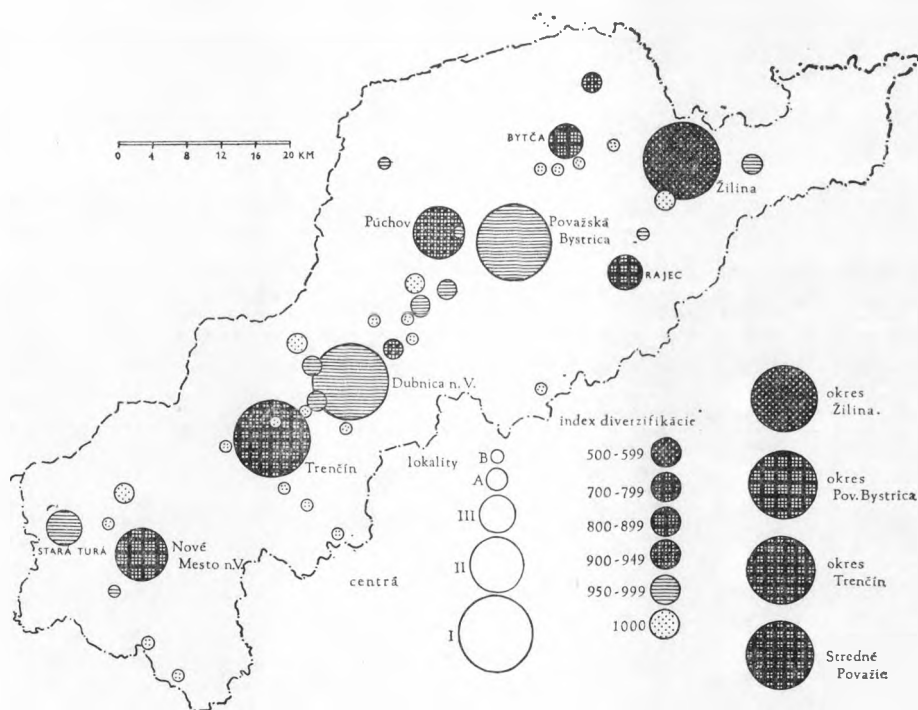 0 4 8 12 16 20 KM
BYTČA
Žilina
Púchov
Považská
Bystrica
RAJEC
Dubnica n. V.
Trenčín
STARÁ TURÁ
Nové
Mesto n.V.
lokality
B
A
III
II
I
centrá
index diverzifikácie
500-599
700-799
800-899
900-949
950-999
1000
okres
Žilina.
okres
Pov. Bystrica
okres
Trenčín
Stredné
Považie